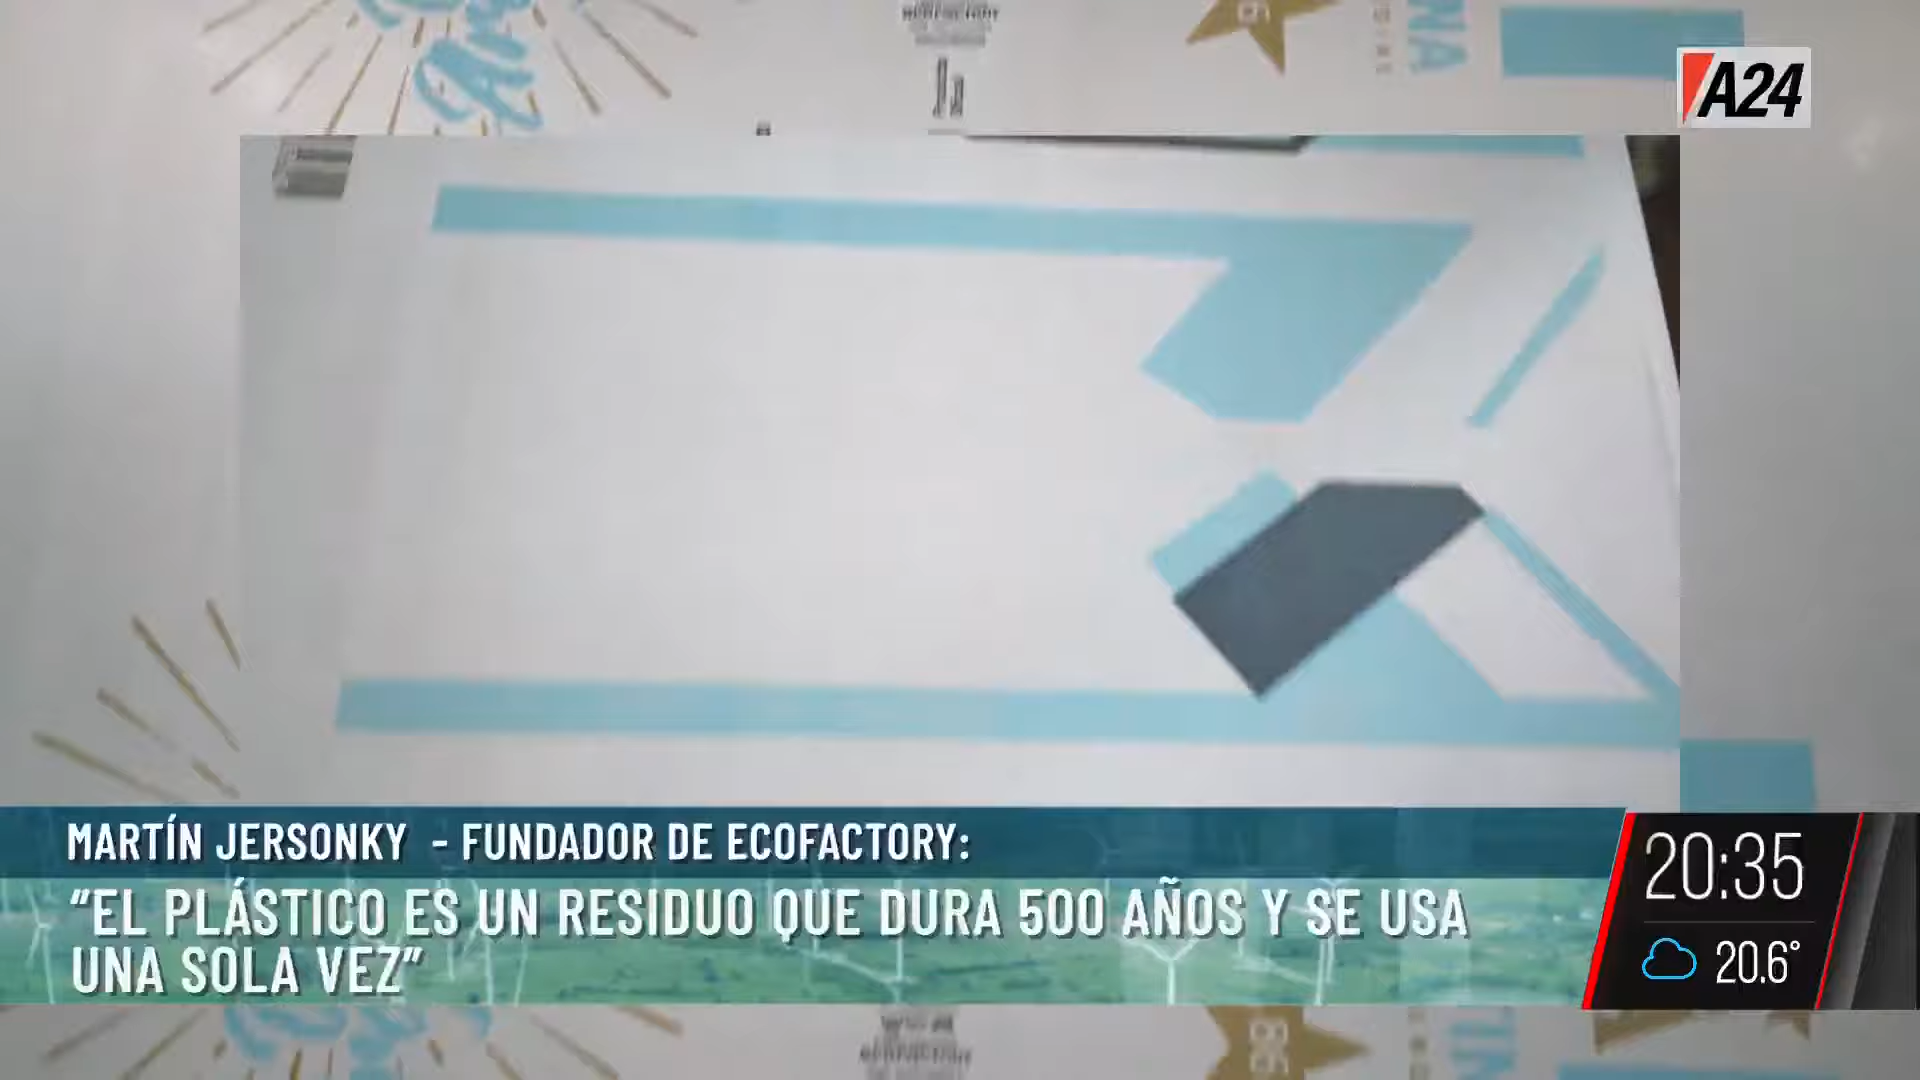 A24
MARTÍN JERSONKY - FUNDADOR DE ECOFACTORY:
“EL PLÁSTICO ES UN RESIDUO QUE DURA 500 AÑOS Y SE USA
UNA SOLA VEZ”
20:35
20.6°